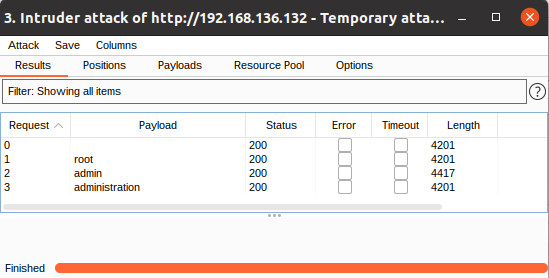 3. Intruder attack of http://192.168.136.132 - Temporary atta...
Attack Save Columns
Results Positions Payloads Resource Pool Options
Filter: Showing all items
?
Request Payload Status Error Timeout Length
0 200 4201
1 root 200 4201
2 admin 200 4417
3 administration 200 4201
Finished